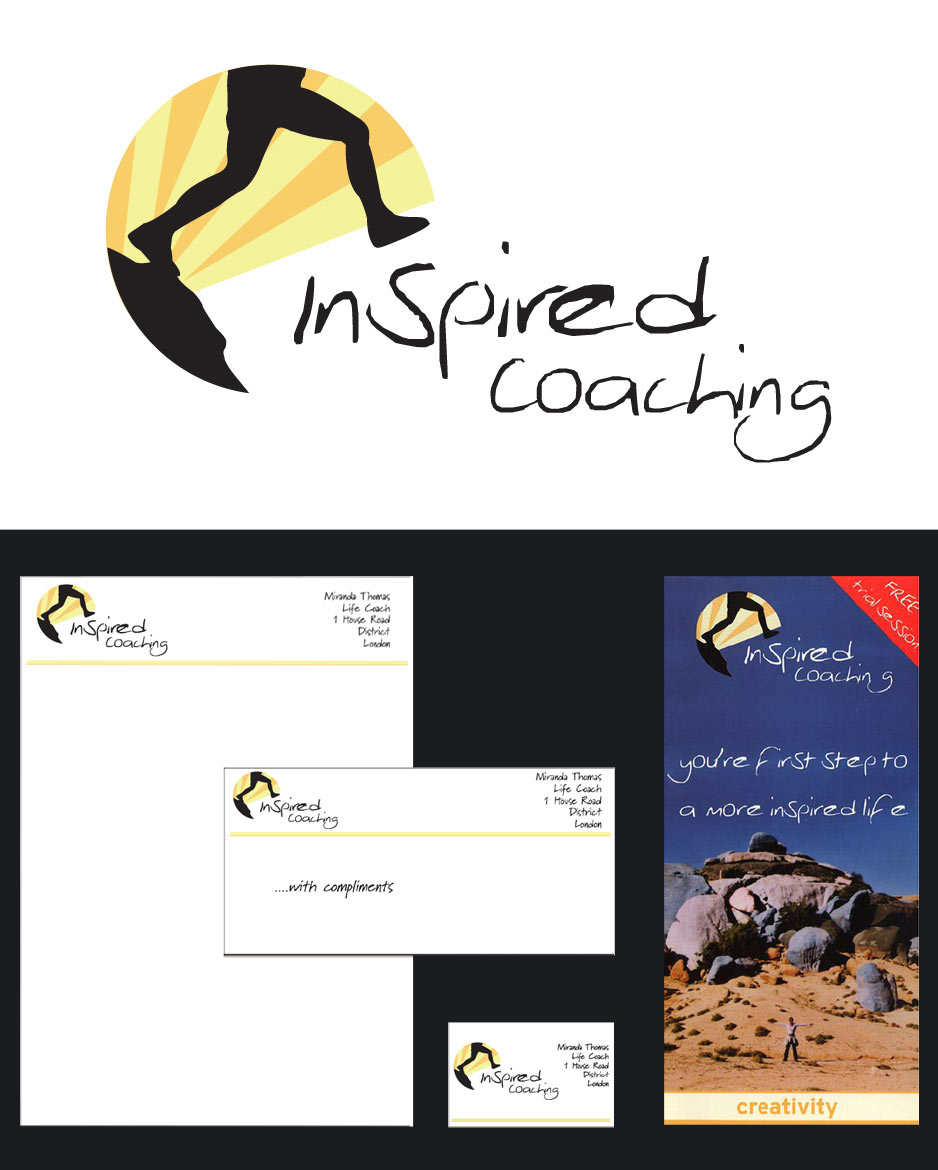 Inspired
Coaching
Inspired
Coaching
Miranda Thomas
Life Coach
1 House Road
District
London
Inspired
Coaching
Miranda Thomas
Life Coach
1 House Road
District
London
....with compliments
Inspired
Coaching
Miranda Thomas
Life Coach
1 House Road
District
London
FREE
trial session
Inspired
Coaching
you're first step to
a more inspired life
creativity